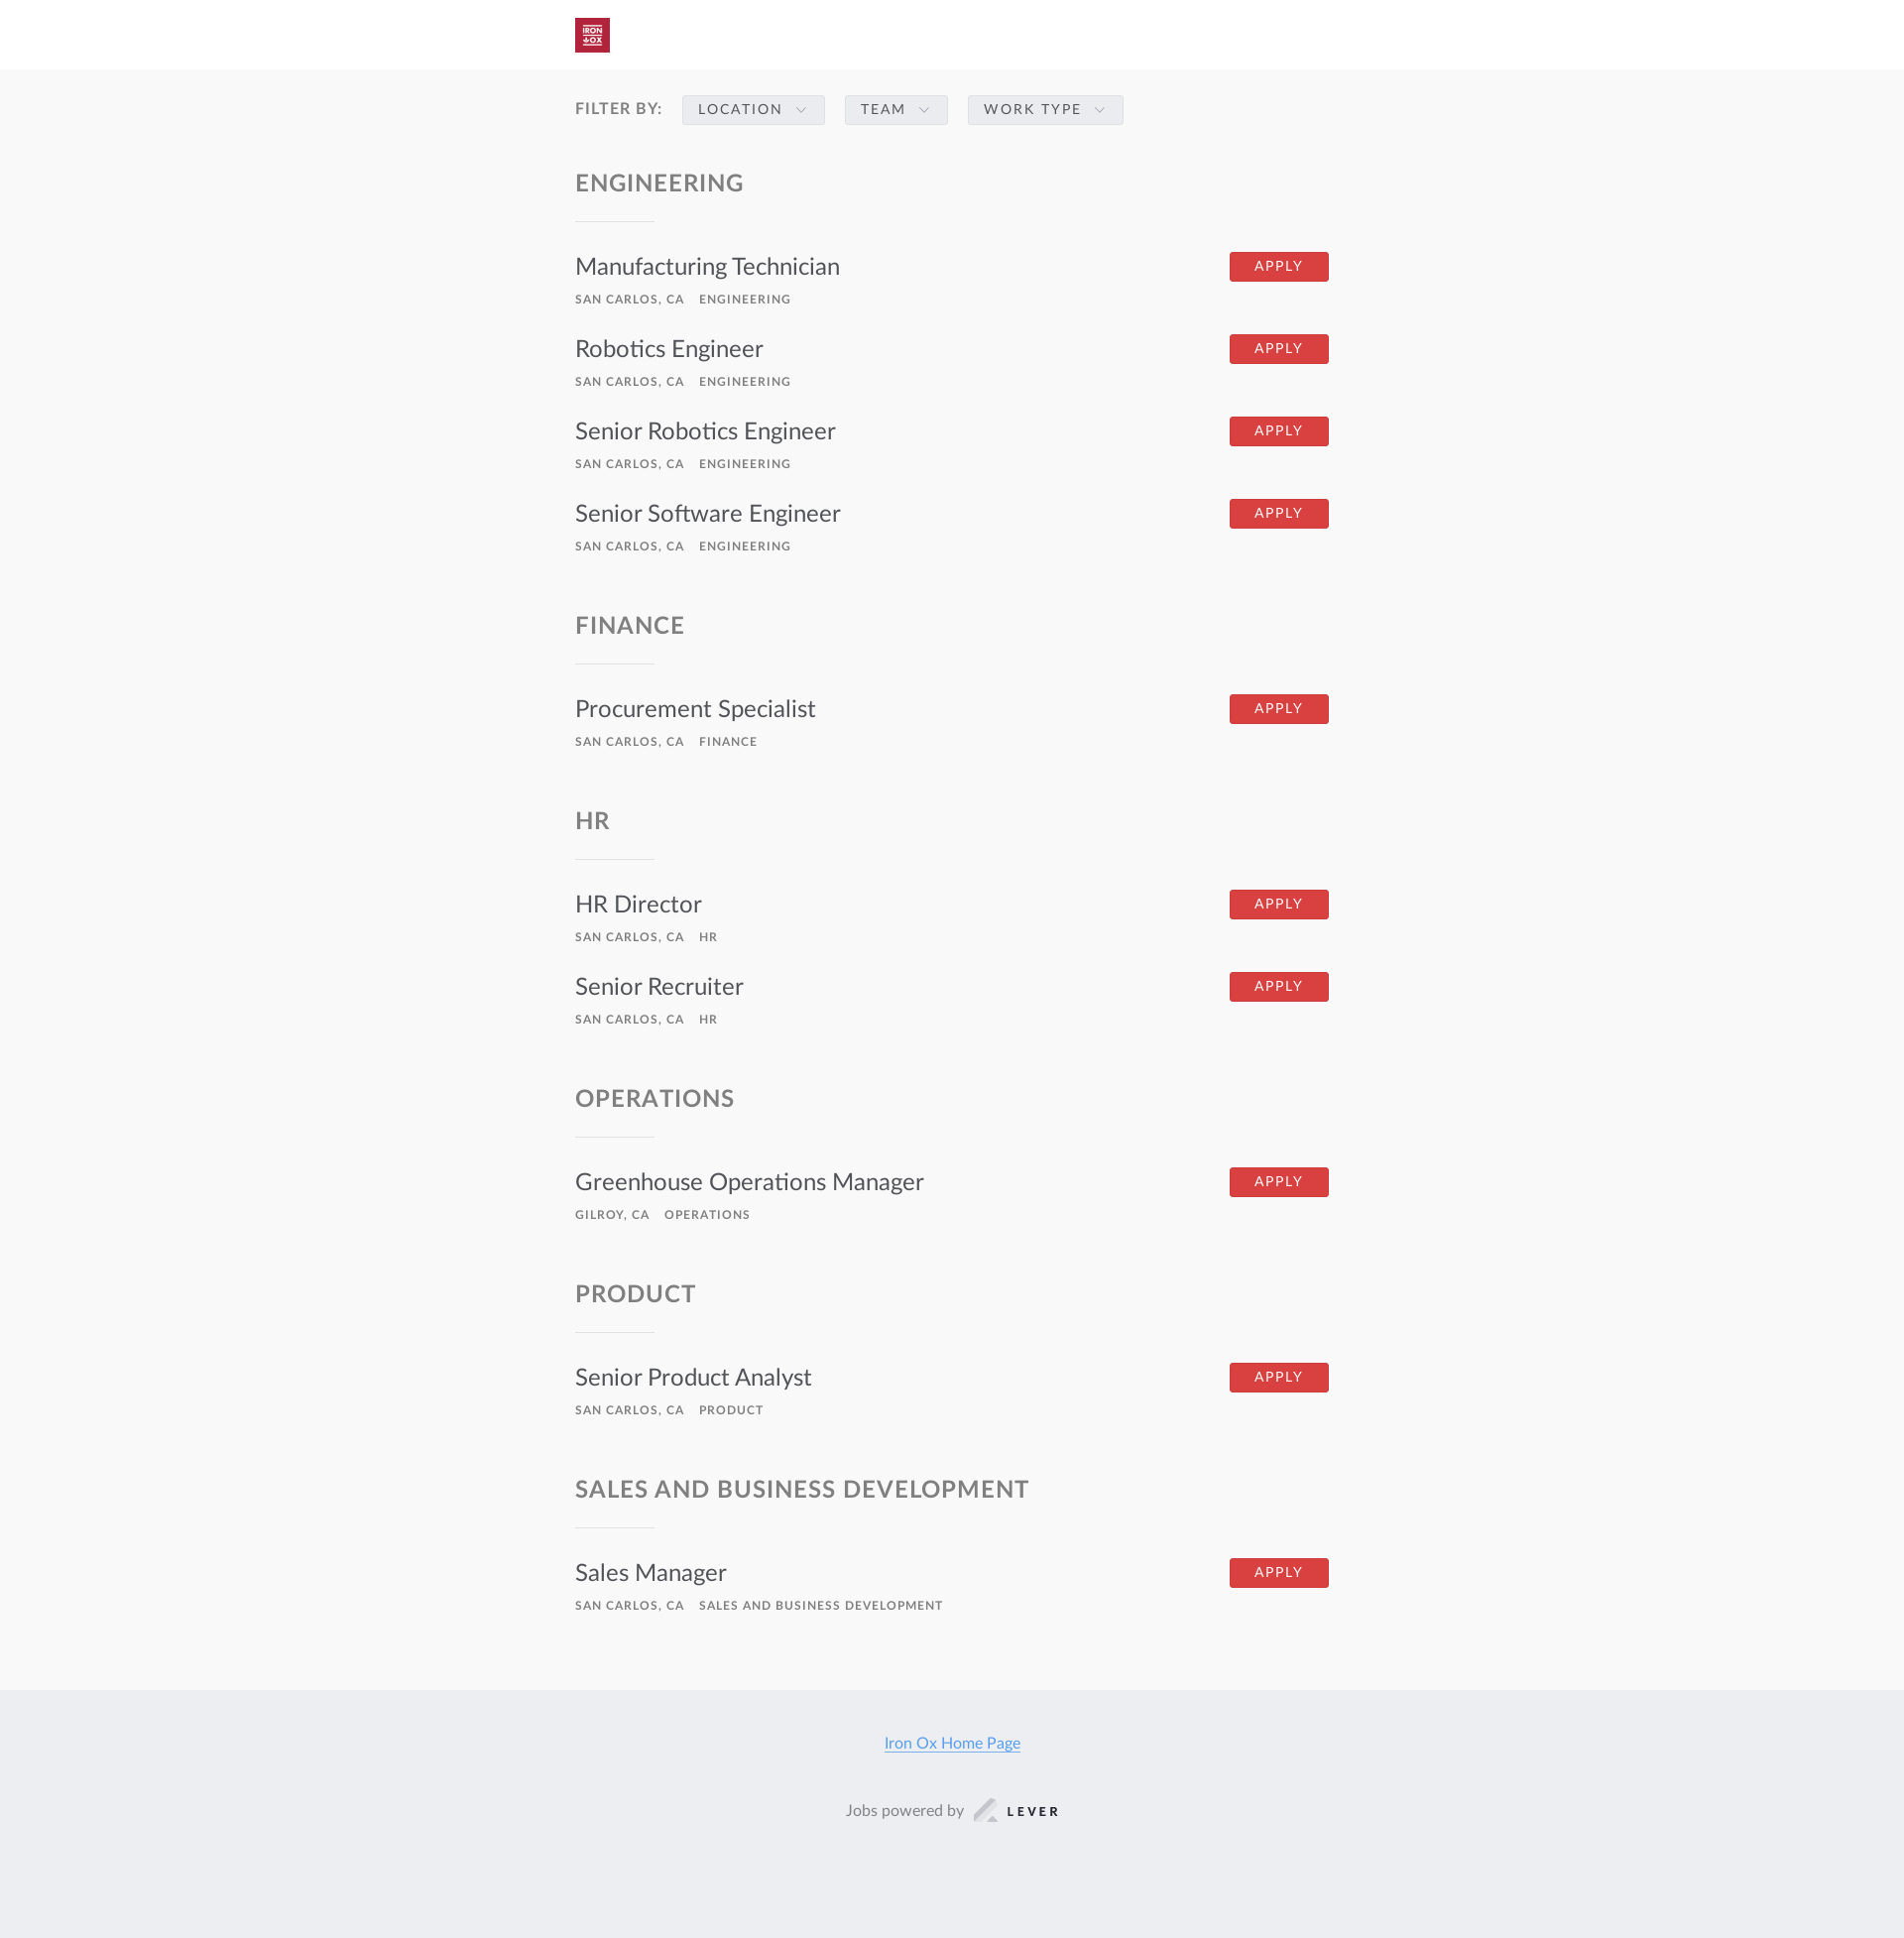 IRON
OX
FILTER BY: LOCATION TEAM WORK TYPE
ENGINEERING
Manufacturing Technician APPLY
SAN CARLOS, CA ENGINEERING
Robotics Engineer APPLY
SAN CARLOS, CA ENGINEERING
Senior Robotics Engineer APPLY
SAN CARLOS, CA ENGINEERING
Senior Software Engineer APPLY
SAN CARLOS, CA ENGINEERING
FINANCE
Procurement Specialist APPLY
SAN CARLOS, CA FINANCE
HR
HR Director APPLY
SAN CARLOS, CA HR
Senior Recruiter APPLY
SAN CARLOS, CA HR
OPERATIONS
Greenhouse Operations Manager APPLY
GILROY, CA OPERATIONS
PRODUCT
Senior Product Analyst APPLY
SAN CARLOS, CA PRODUCT
SALES AND BUSINESS DEVELOPMENT
Sales Manager APPLY
SAN CARLOS, CA SALES AND BUSINESS DEVELOPMENT
Iron Ox Home Page
Jobs powered by LEVER